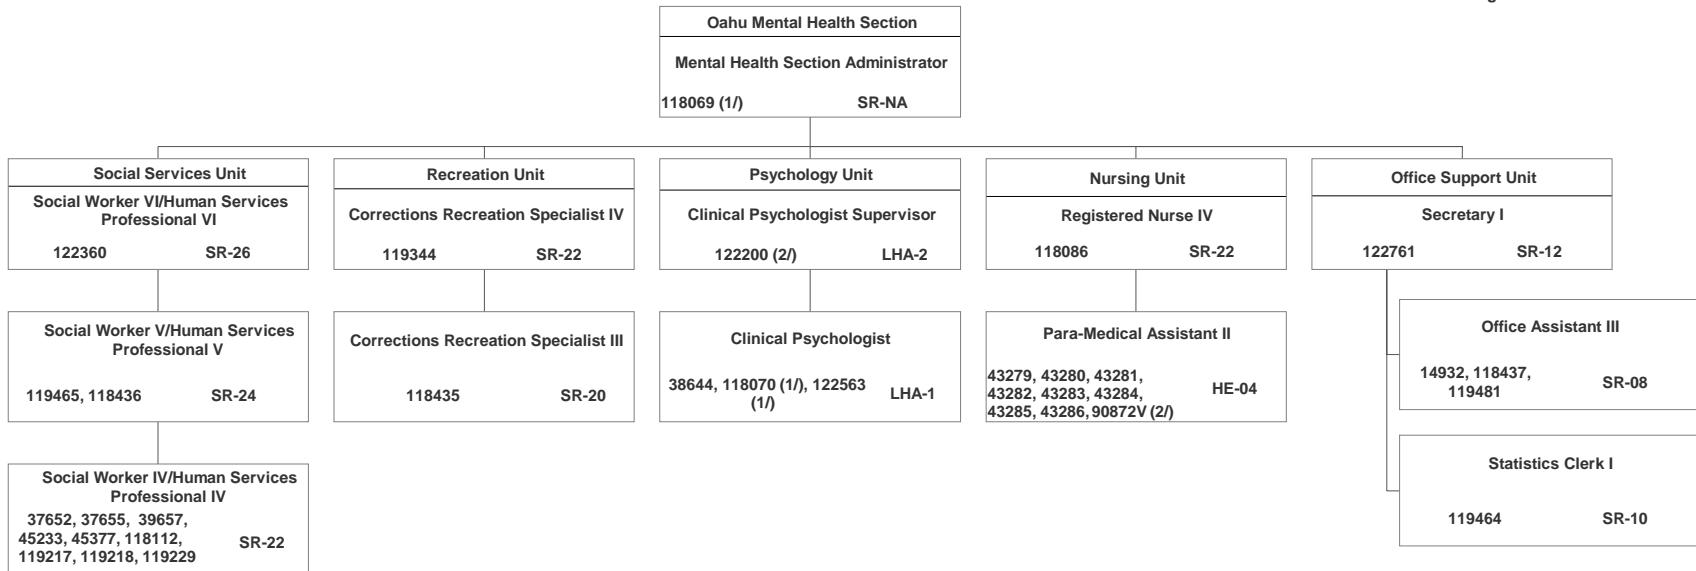 Oahu Mental Health Section
Mental Health Section Administrator
118069 (1/) SR-NA
Social Services Unit
Social Worker VI/Human Services
Professional VI
122360 SR-26
Recreation Unit
Corrections Recreation Specialist IV
119344 SR-22
Psychology Unit
Clinical Psychologist Supervisor
122200 (2/) LHA-2
Nursing Unit
Registered Nurse IV
118086 SR-22
Office Support Unit
Secretary I
122761 SR-12
Social Worker V/Human Services
Professional V
119465, 118436 SR-24
Corrections Recreation Specialist III
118435 SR-20
Clinical Psychologist
38644, 118070 (1/), 122563
(1/) LHA-1
Para-Medical Assistant II
43279, 43280, 43281,
43282, 43283, 43284,
43285, 43286, 90872V (2/)
HE-04
Office Assistant III
14932, 118437,
119481
SR-08
Social Worker IV/Human Services
Professional IV
37652, 37655, 39657,
45233, 45377, 118112,
119217, 119218, 119229
SR-22
Statistics Clerk I
119464 SR-10